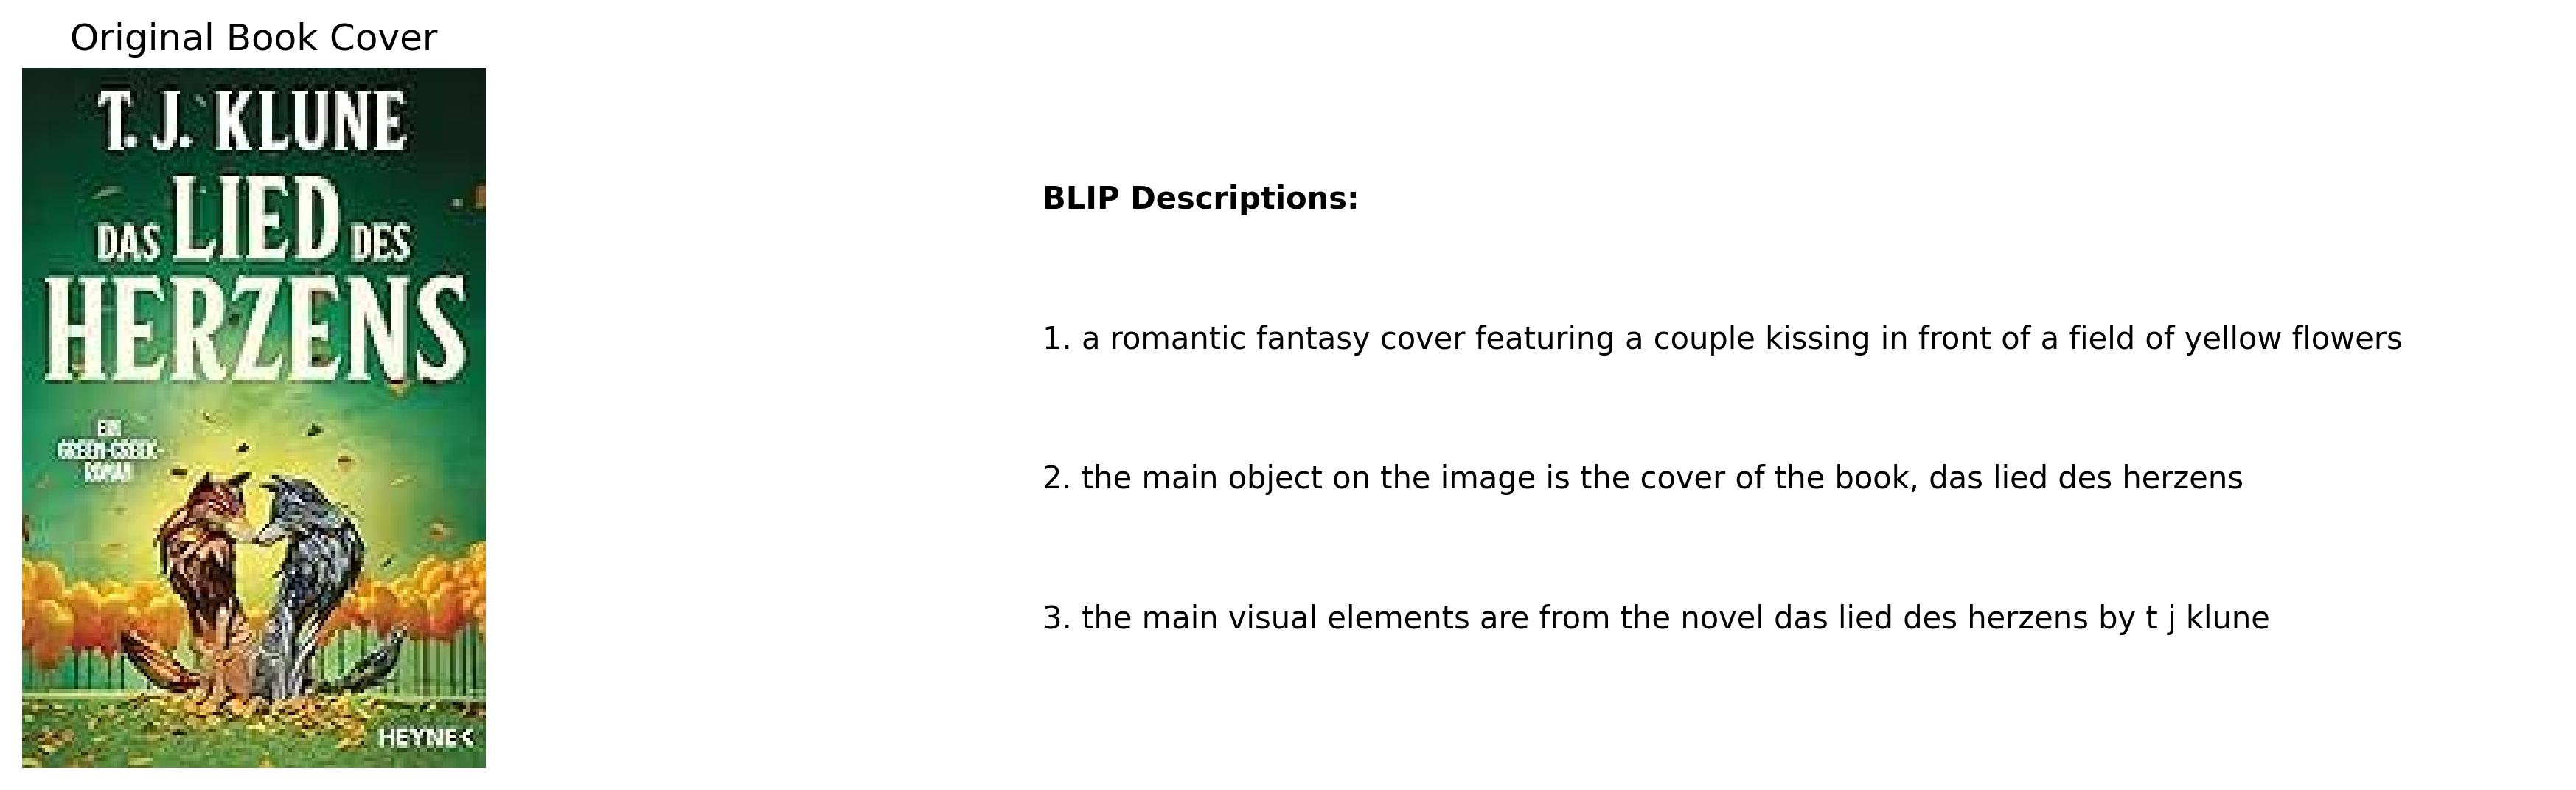 Original Book Cover
T. J. KLUNE
DAS LIED DES
HERZENS
EIN
GREEN-CREEK-
ROMAN
HEYNE<
BLIP Descriptions:
1. a romantic fantasy cover featuring a couple kissing in front of a field of yellow flowers
2. the main object on the image is the cover of the book, das lied des herzens
3. the main visual elements are from the novel das lied des herzens by t j klune